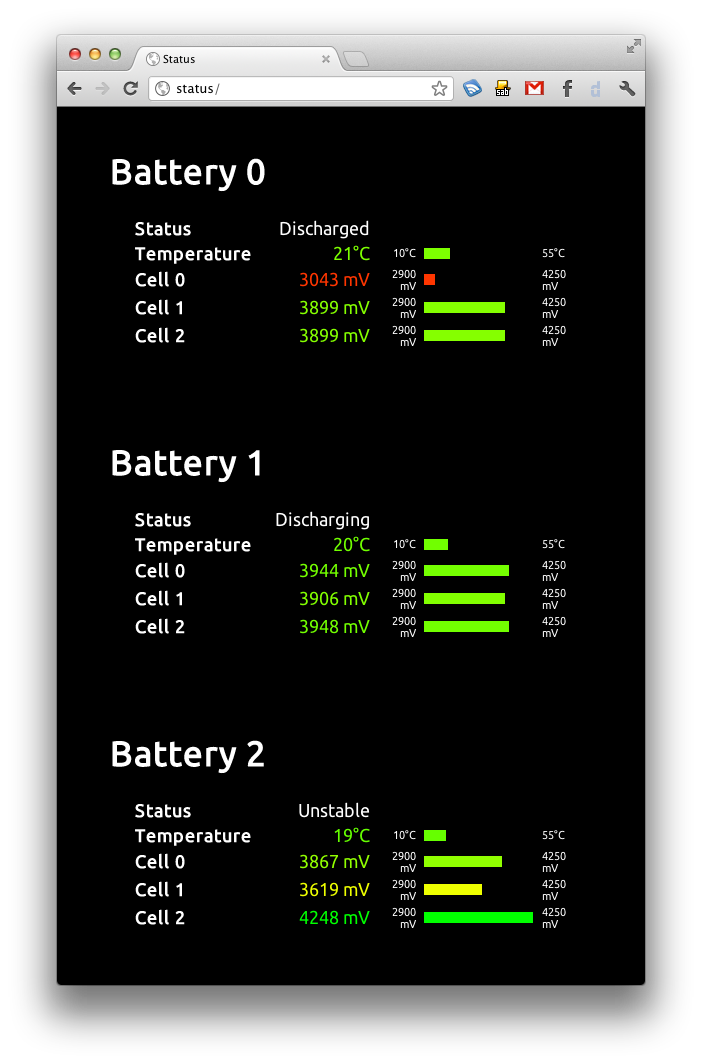 Status
status/
sab
Battery 0
Status Discharged
Temperature 21°C 10°C 55°C
Cell 0 3043 mV 2900 mV 4250 mV
Cell 1 3899 mV 2900 mV 4250 mV
Cell 2 3899 mV 2900 mV 4250 mV
Battery 1
Status Discharging
Temperature 20°C 10°C 55°C
Cell 0 3944 mV 2900 mV 4250 mV
Cell 1 3906 mV 2900 mV 4250 mV
Cell 2 3948 mV 2900 mV 4250 mV
Battery 2
Status Unstable
Temperature 19°C 10°C 55°C
Cell 0 3867 mV 2900 mV 4250 mV
Cell 1 3619 mV 2900 mV 4250 mV
Cell 2 4248 mV 2900 mV 4250 mV